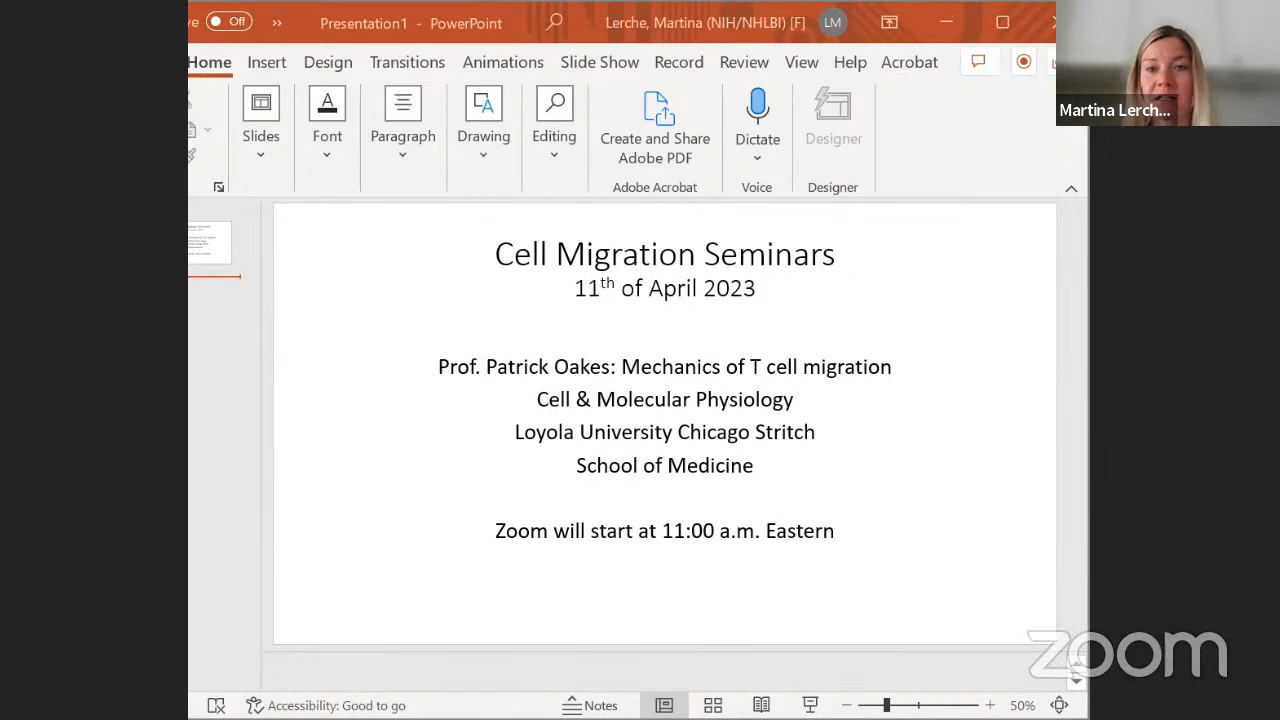 ve Off >> Presentation1 - PowerPoint Lerche, Martina (NIH/NHLBI) [F] LM
Home Insert Design Transitions Animations Slide Show Record Review View Help Acrobat
Martina Lerch...
Slides Font Paragraph Drawing Editing Create and Share Adobe PDF Dictate Designer
Adobe Acrobat Voice Designer
Cell Migration Seminars
11th of April 2023
Prof. Patrick Oakes: Mechanics of T cell migration
Cell & Molecular Physiology
Loyola University Chicago Stritch
School of Medicine
Zoom will start at 11:00 a.m. Eastern
zoom
Accessibility: Good to go Notes 50%